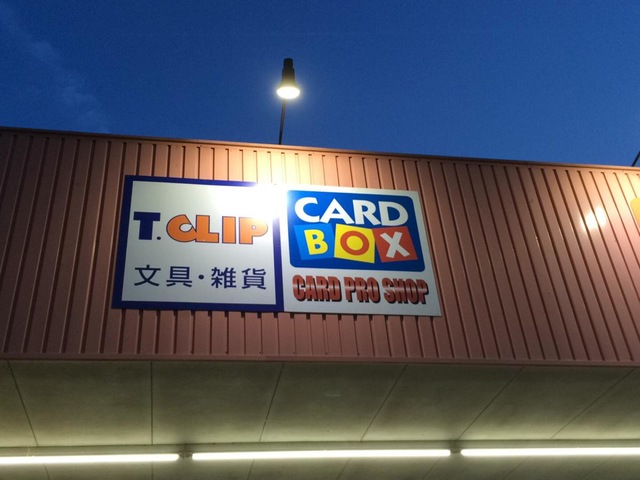 T. CLIP
文具・雑貨
CARD
BOX
CARD PRO SHOP